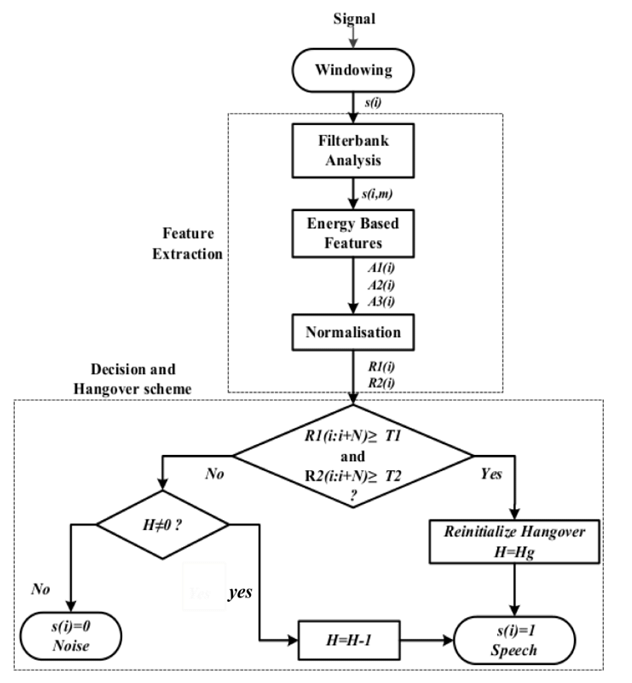 Signal
Windowing
s(i)
Filterbank
Analysis
s(i,m)
Energy Based
Features
Feature
Extraction
A1(i)
A2(i)
A3(i)
Normalisation
R1(i)
R2(i)
Decision and
Hangover scheme
R1(i:i+N)≥ T1
and
R2(i:i+N)≥ T2
?
No
Yes
H≠0 ?
Reinitialize Hangover
H=Hg
No
yes
s(i)=0
Noise
H=H-1
s(i)=1
Speech